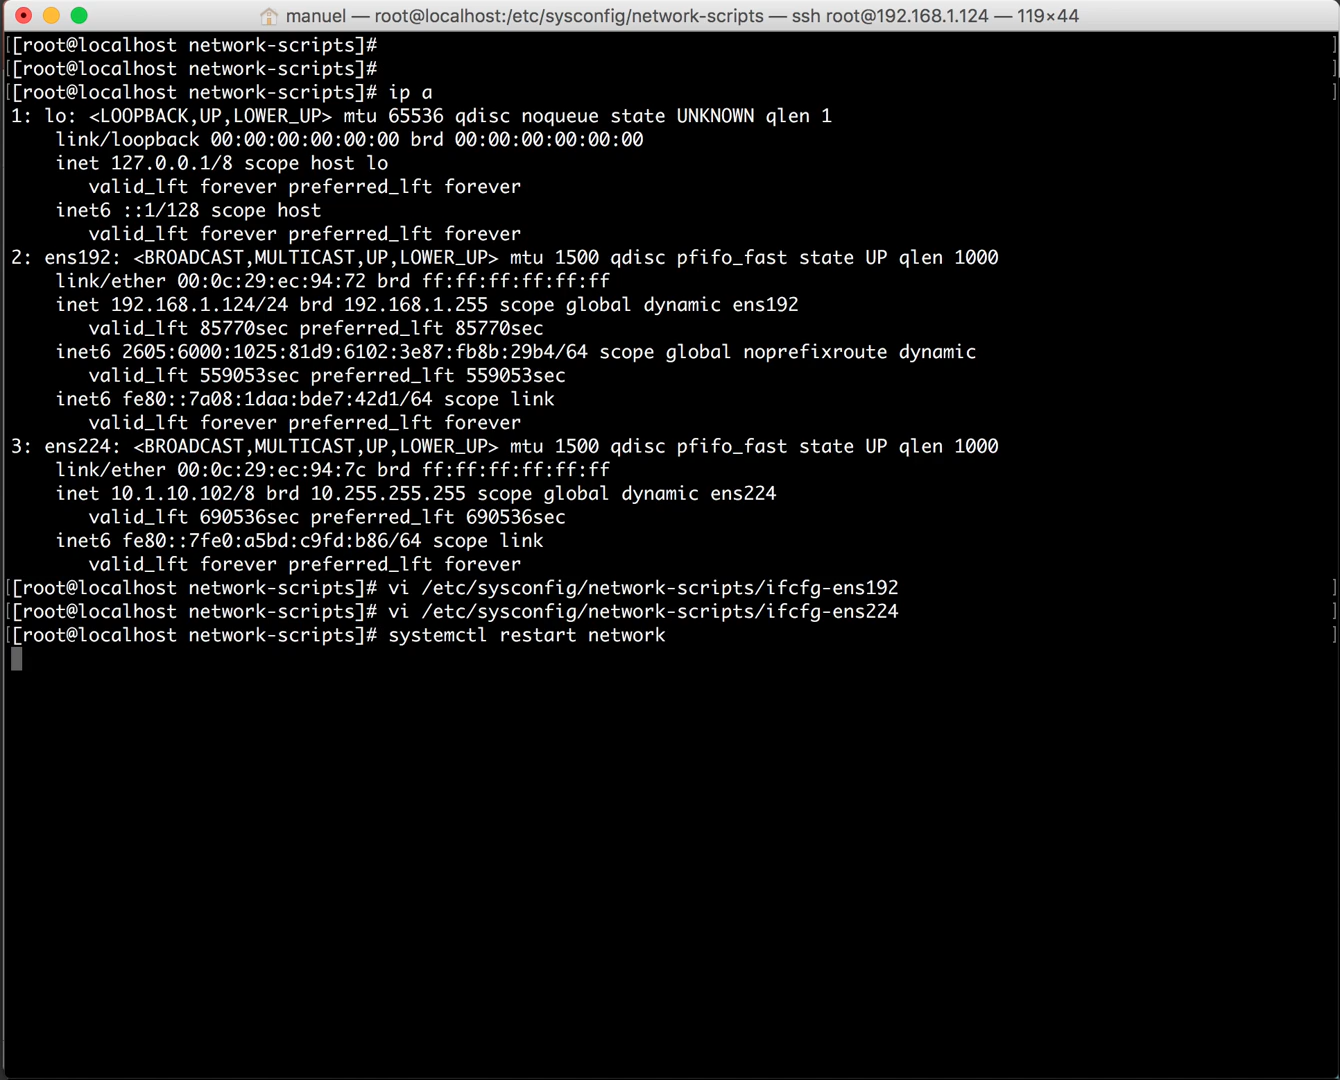 manuel — root@localhost:/etc/sysconfig/network-scripts — ssh root@192.168.1.124 — 119×44
[[root@localhost network-scripts]# ]
[[root@localhost network-scripts]# ]
[[root@localhost network-scripts]# ip a ]
1: lo: <LOOPBACK,UP,LOWER_UP> mtu 65536 qdisc noqueue state UNKNOWN qlen 1
    link/loopback 00:00:00:00:00:00 brd 00:00:00:00:00:00
    inet 127.0.0.1/8 scope host lo
       valid_lft forever preferred_lft forever
    inet6 ::1/128 scope host
       valid_lft forever preferred_lft forever
2: ens192: <BROADCAST,MULTICAST,UP,LOWER_UP> mtu 1500 qdisc pfifo_fast state UP qlen 1000
    link/ether 00:0c:29:ec:94:72 brd ff:ff:ff:ff:ff:ff
    inet 192.168.1.124/24 brd 192.168.1.255 scope global dynamic ens192
       valid_lft 85770sec preferred_lft 85770sec
    inet6 2605:6000:1025:81d9:6102:3e87:fb8b:29b4/64 scope global noprefixroute dynamic
       valid_lft 559053sec preferred_lft 559053sec
    inet6 fe80::7a08:1daa:bde7:42d1/64 scope link
       valid_lft forever preferred_lft forever
3: ens224: <BROADCAST,MULTICAST,UP,LOWER_UP> mtu 1500 qdisc pfifo_fast state UP qlen 1000
    link/ether 00:0c:29:ec:94:7c brd ff:ff:ff:ff:ff:ff
    inet 10.1.10.102/8 brd 10.255.255.255 scope global dynamic ens224
       valid_lft 690536sec preferred_lft 690536sec
    inet6 fe80::7fe0:a5bd:c9fd:b86/64 scope link
       valid_lft forever preferred_lft forever
[[root@localhost network-scripts]# vi /etc/sysconfig/network-scripts/ifcfg-ens192 ]
[[root@localhost network-scripts]# vi /etc/sysconfig/network-scripts/ifcfg-ens224 ]
[[root@localhost network-scripts]# systemctl restart network ]